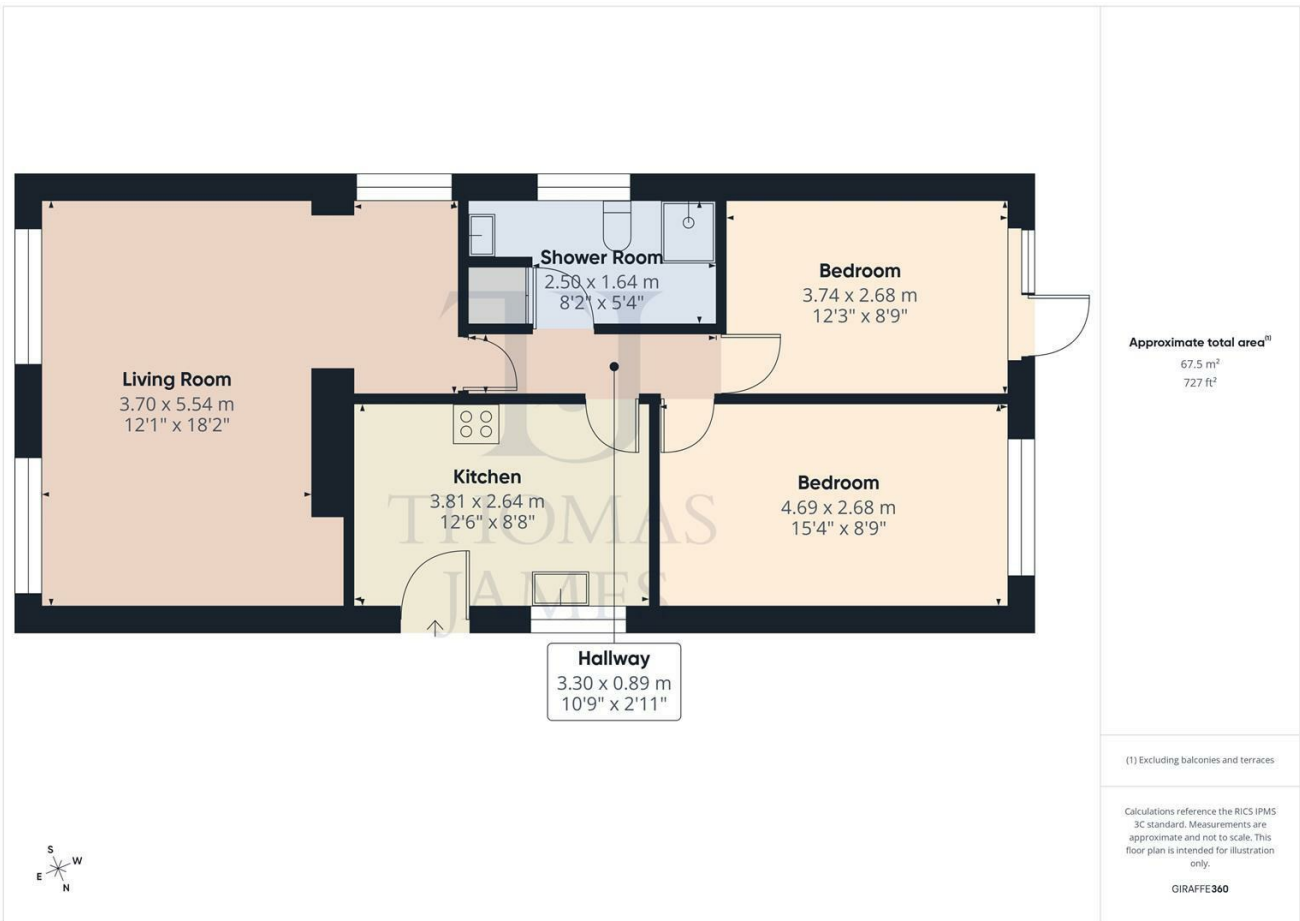 Shower Room
2.50 x 1.64 m
8'2" x 5'4"
Bedroom
3.74 x 2.68 m
12'3" x 8'9"
Living Room
3.70 x 5.54 m
12'1" x 18'2"
Kitchen
3.81 x 2.64 m
12'6" x 8'8"
Bedroom
4.69 x 2.68 m
15'4" x 8'9"
TJ
THOMAS
JAMES
Hallway
3.30 x 0.89 m
10'9" x 2'11"
S
W
E
N
Approximate total area(1)
67.5 m²
727 ft²
(1) Excluding balconies and terraces
Calculations reference the RICS IPMS
3C standard. Measurements are
approximate and not to scale. This
floor plan is intended for illustration
only.
GIRAFFE360